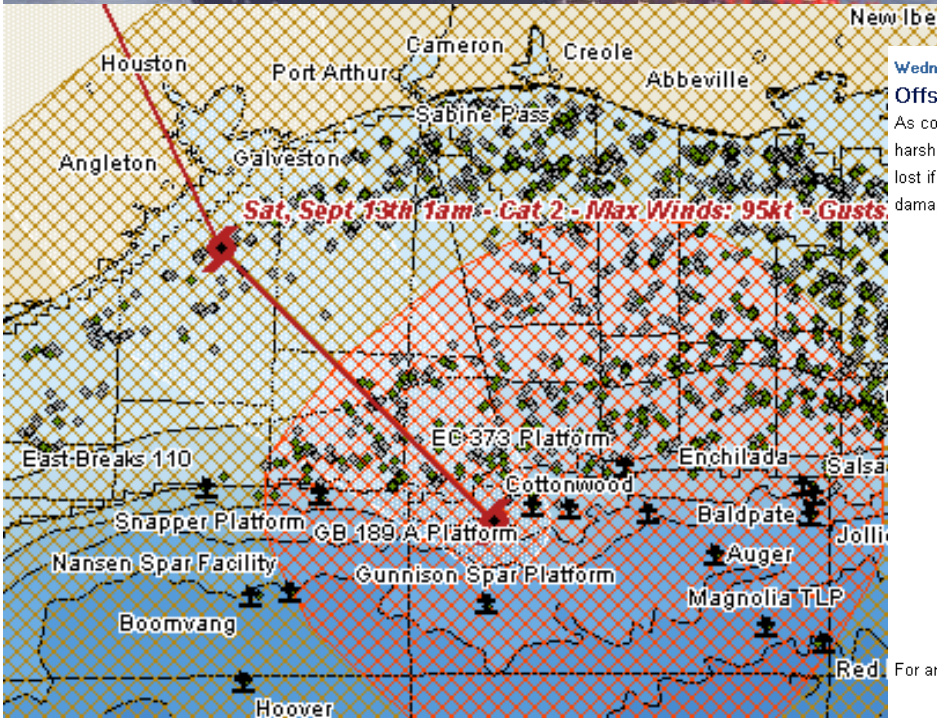 New Ibe
Cameron
Creole
Houston
Port Arthur
Abbeville
Sabine Pass
Angleton
Galveston
Sat, Sept 13th 1am - Cat 2 - Max Winds: 95kt - Gusts:
EC 373 Platform
East Breaks 110
Enchilada
Salsa
Cottonwood
Snapper Platform
GB 189 A Platform
Baldpate
Jolli
Nansen Spar Facility
Gunnison Spar Platform
Auger
Boomvang
Magnolia TLP
Red
Hoover
Wedn
Offs
As co
harsh
lost if
dama
For an